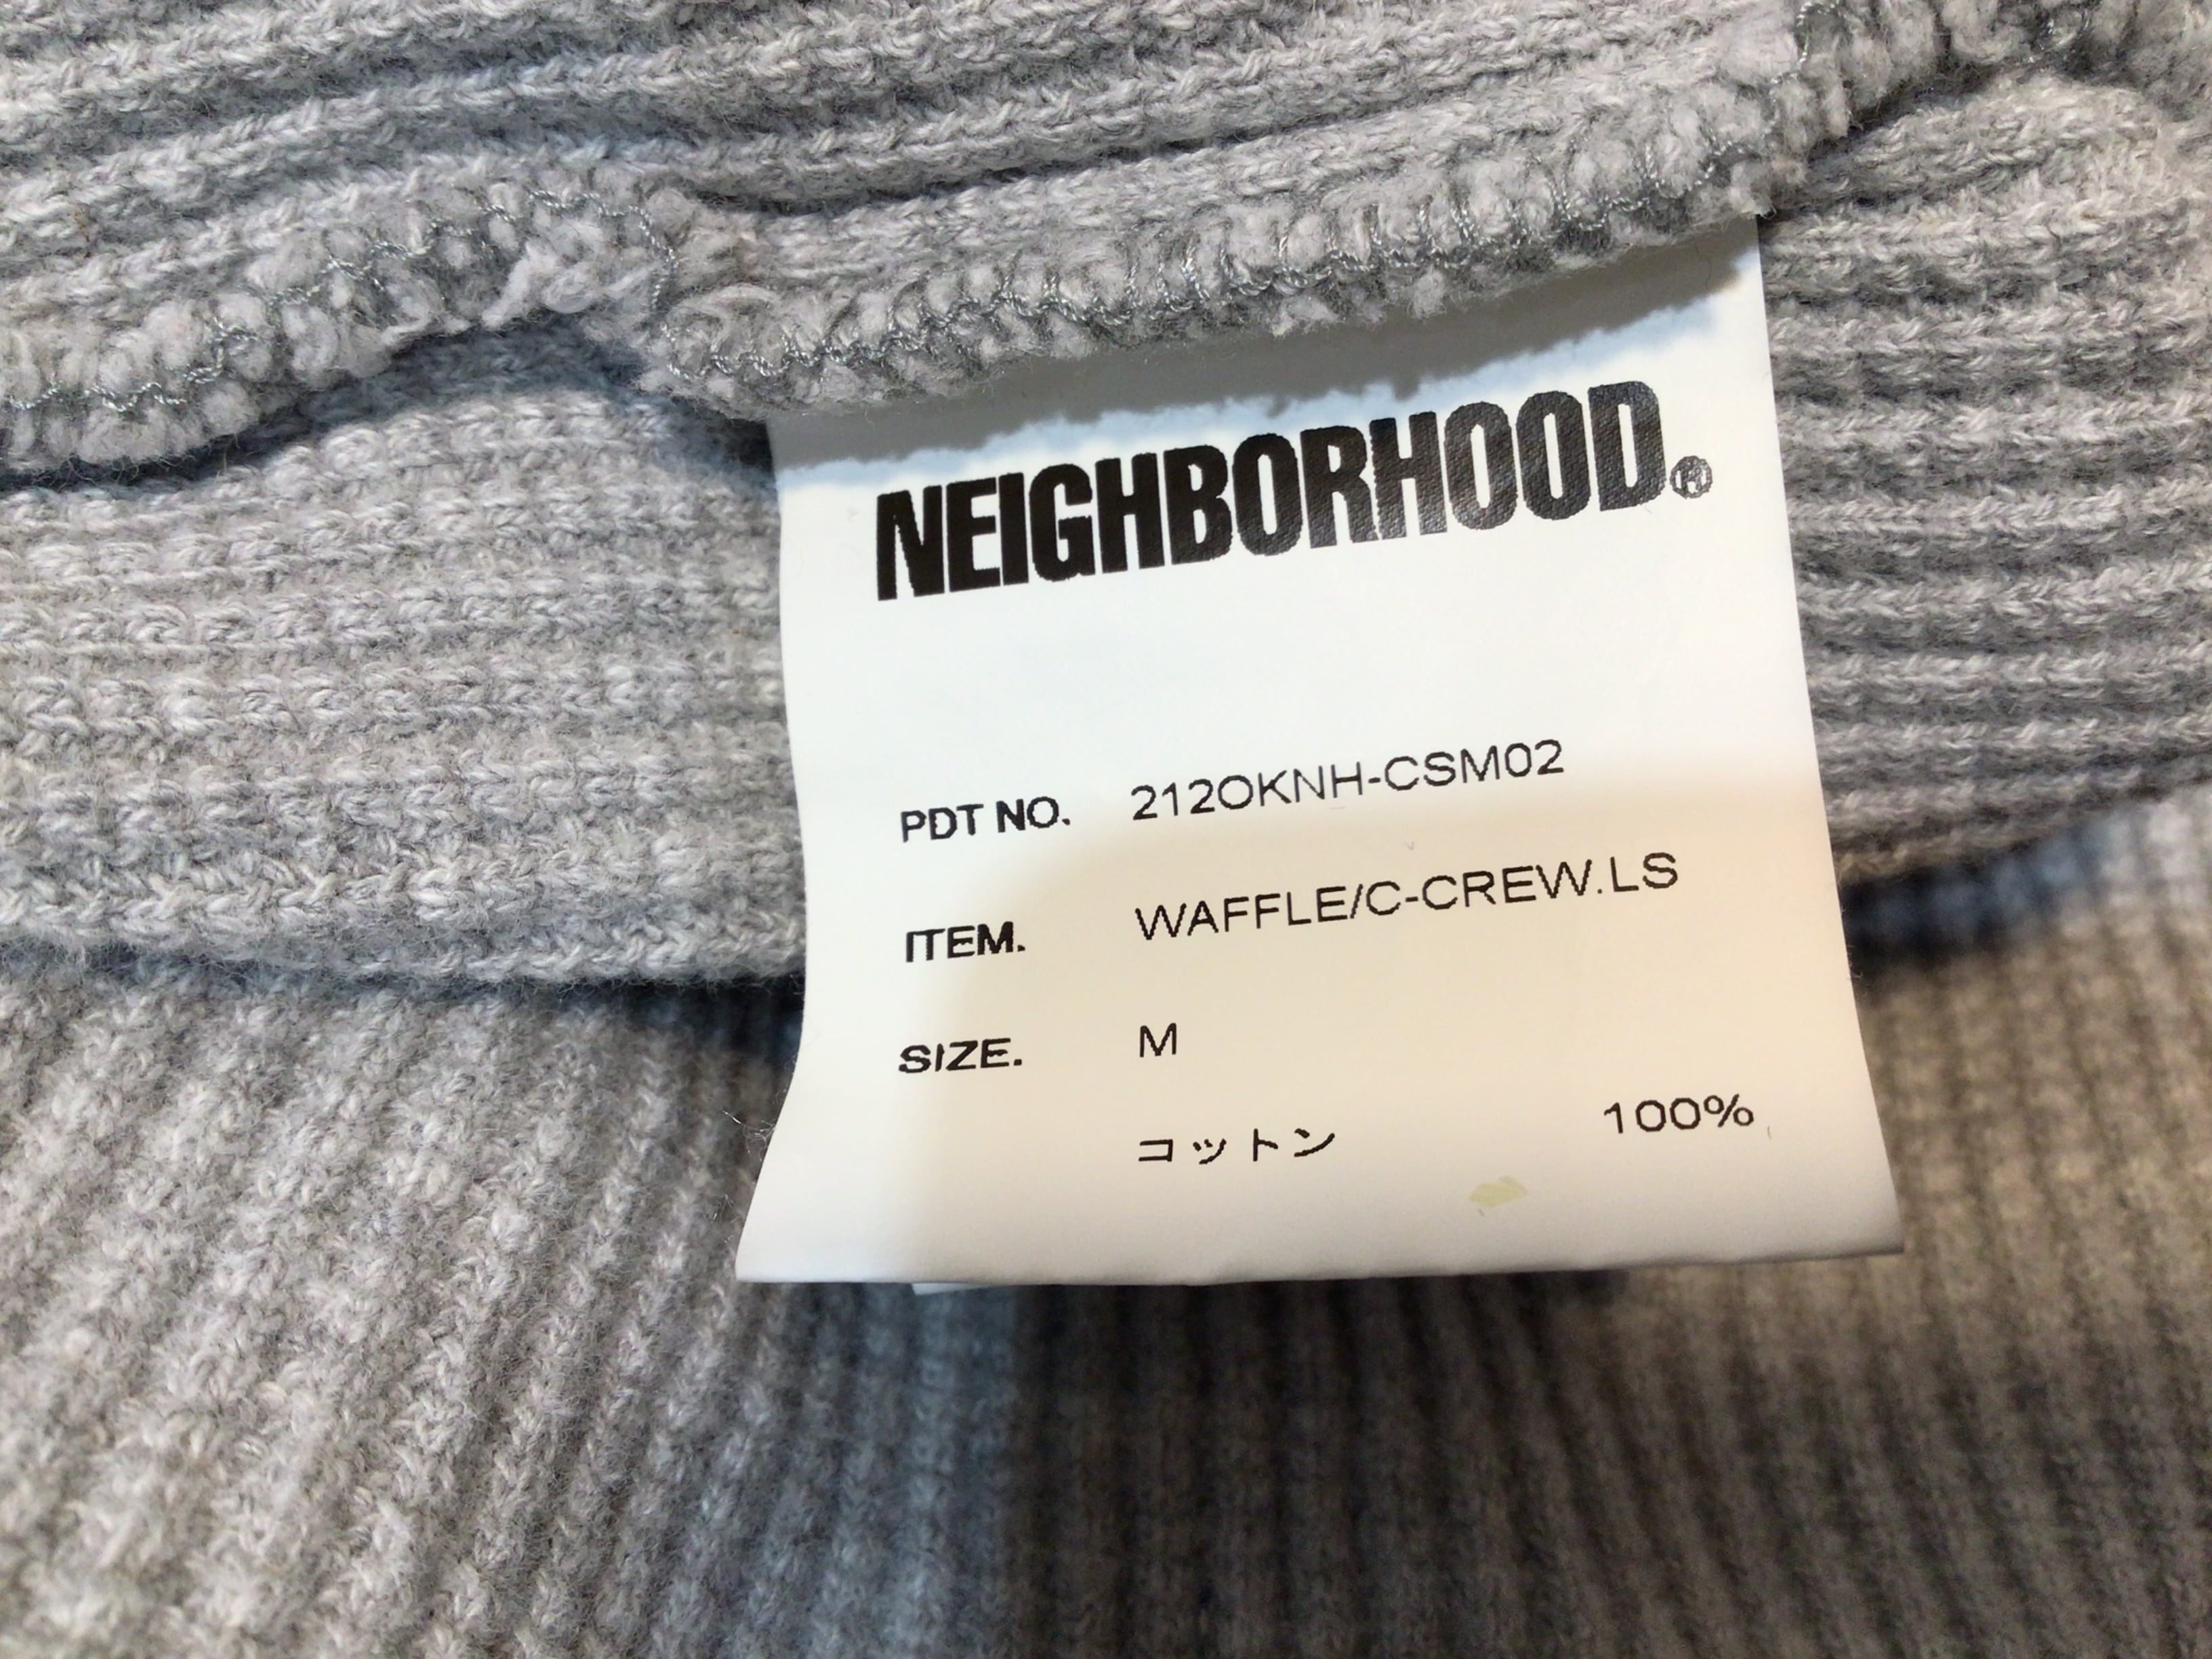 NEIGHBORHOOD®
PDT NO. 212OKNH-CSM02
ITEM. WAFFLE/C-CREW.LS
SIZE. M
コットン 100%